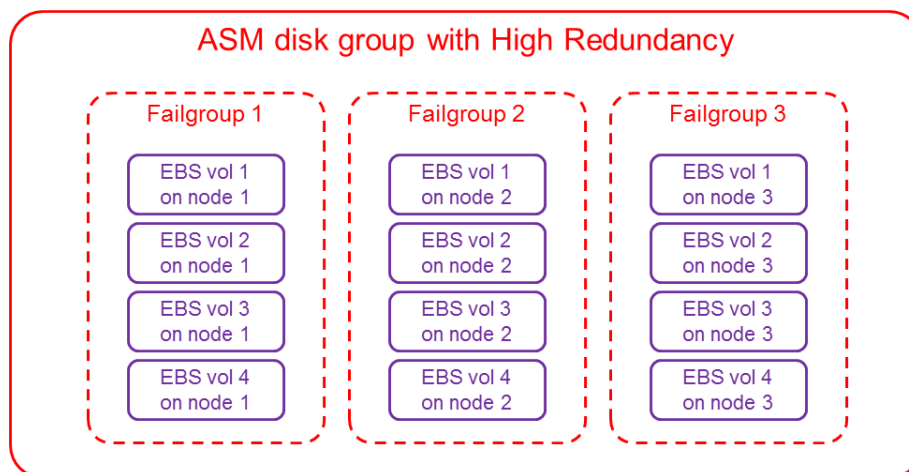 ASM disk group with High Redundancy
Failgroup 1
EBS vol 1
on node 1
EBS vol 2
on node 1
EBS vol 3
on node 1
EBS vol 4
on node 1
Failgroup 2
EBS vol 1
on node 2
EBS vol 2
on node 2
EBS vol 3
on node 2
EBS vol 4
on node 2
Failgroup 3
EBS vol 1
on node 3
EBS vol 2
on node 3
EBS vol 3
on node 3
EBS vol 4
on node 3